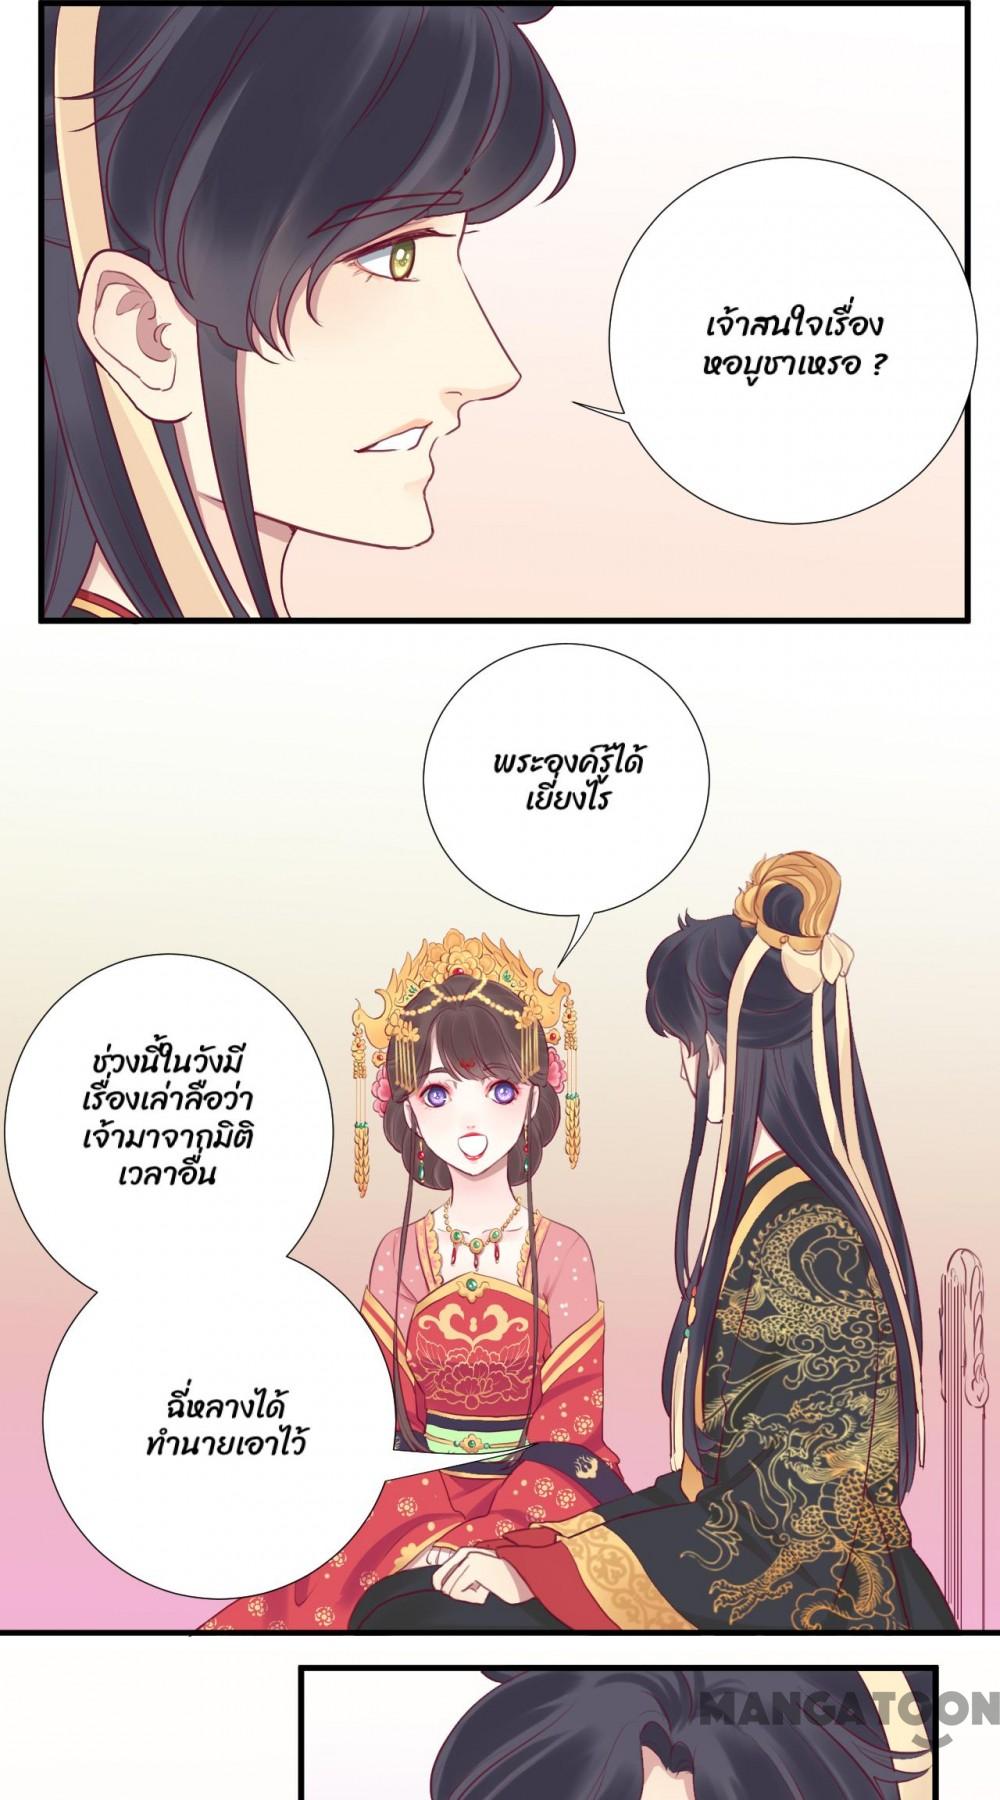 เจ้าสนใจเรื่อง
หอบูชาเหรอ ?
พระองค์รู้ได้
เยี่ยงไร
ช่วงนี้ในวังมี
เรื่องเล่าลือว่า
เจ้ามาจากมิติ
เวลาอื่น
ฉี่หลางได้
ทำนายเอาไว้
MANGATOON